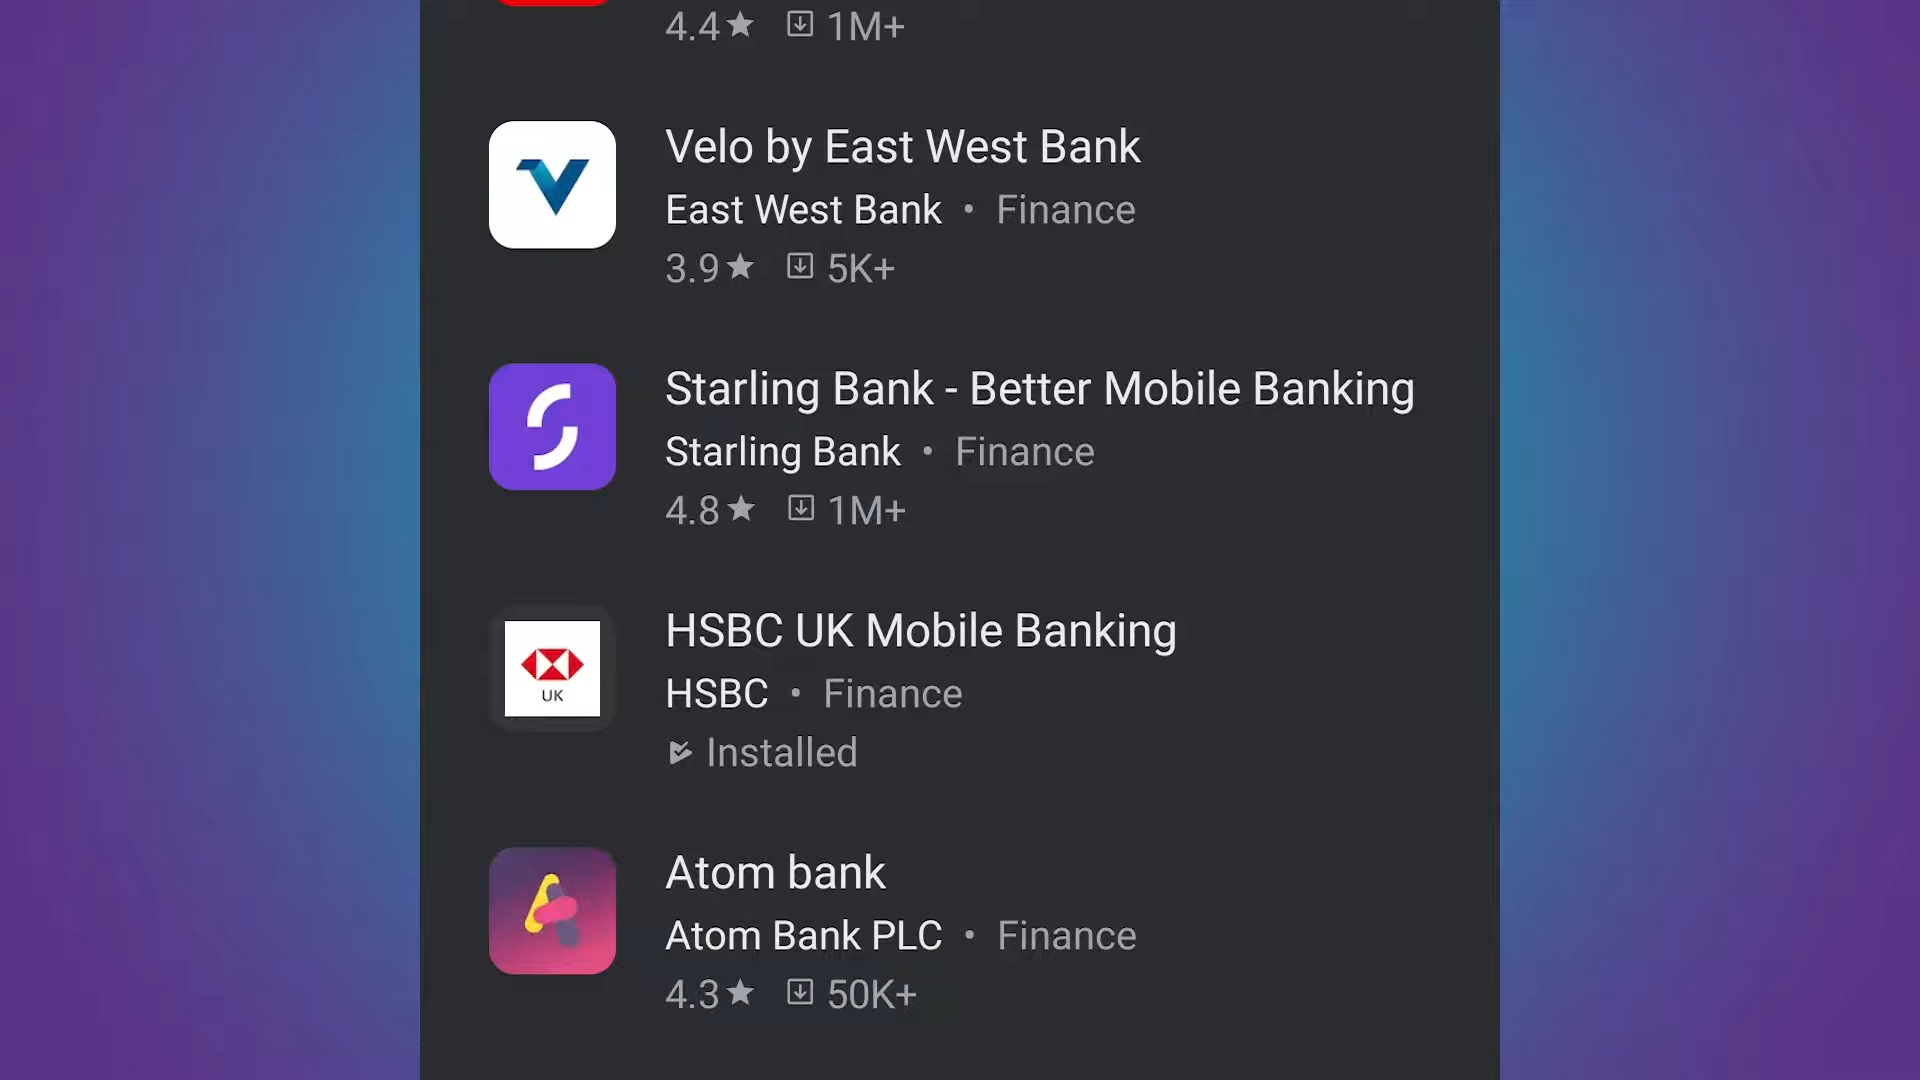 4.4★ 1M+
Velo by East West Bank
East West Bank • Finance
3.9★ 5K+
Starling Bank - Better Mobile Banking
Starling Bank • Finance
4.8★ 1M+
HSBC UK Mobile Banking
UK
HSBC • Finance
Installed
Atom bank
Atom Bank PLC • Finance
4.3★ 50K+